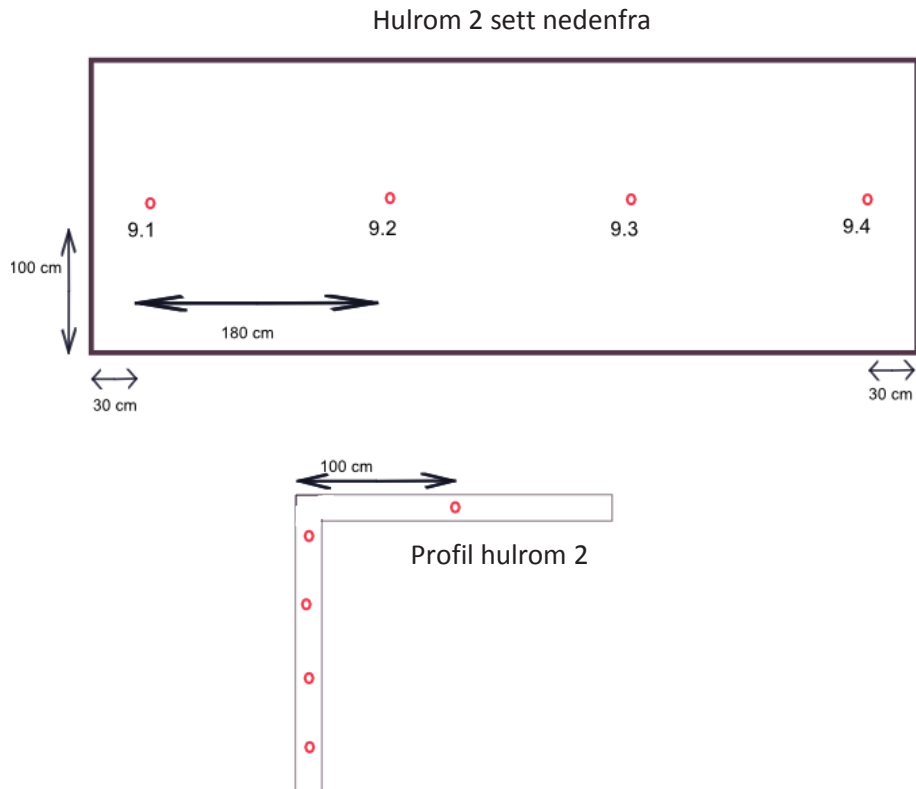 Hulrom 2 sett nedenfra
9.1
9.2
9.3
9.4
100 cm
180 cm
30 cm
30 cm
100 cm
Profil hulrom 2